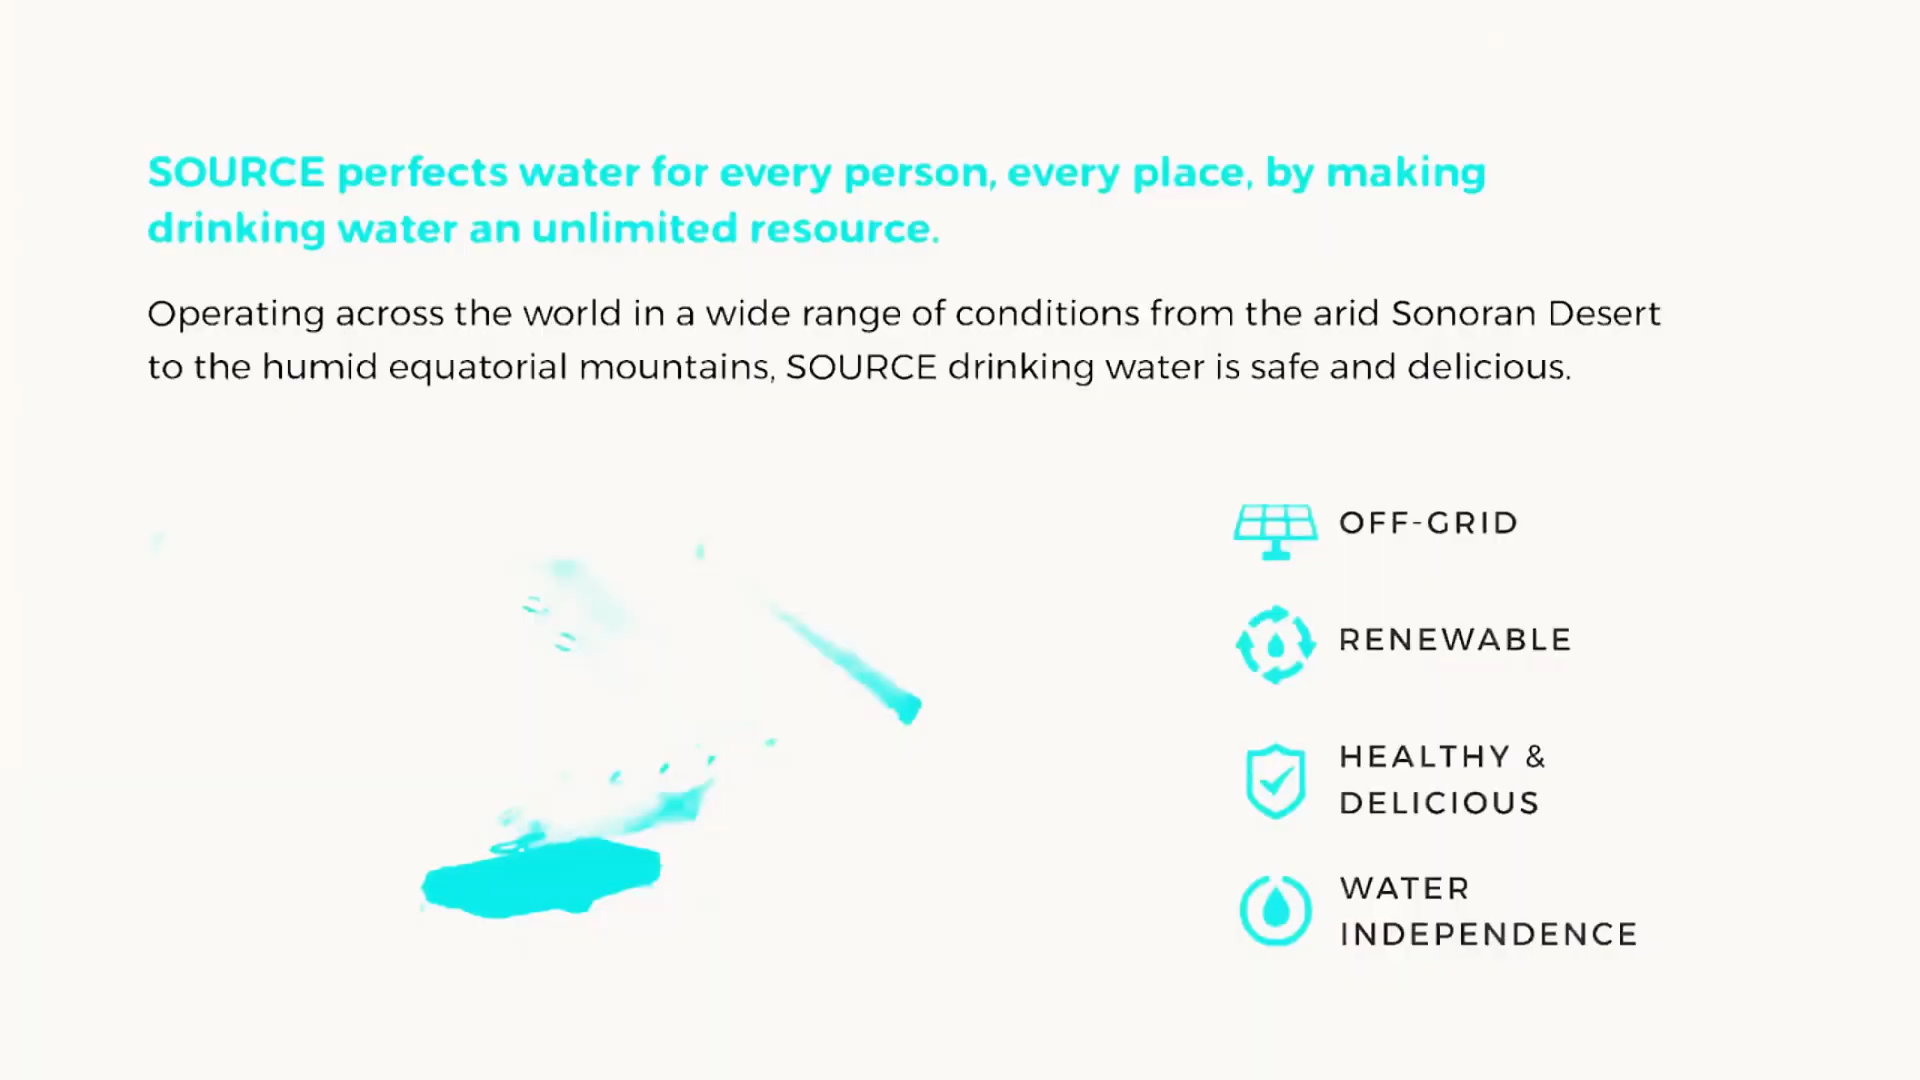 SOURCE perfects water for every person, every place, by making
drinking water an unlimited resource.
Operating across the world in a wide range of conditions from the arid Sonoran Desert
to the humid equatorial mountains, SOURCE drinking water is safe and delicious.
OFF-GRID
RENEWABLE
HEALTHY &
DELICIOUS
WATER
INDEPENDENCE